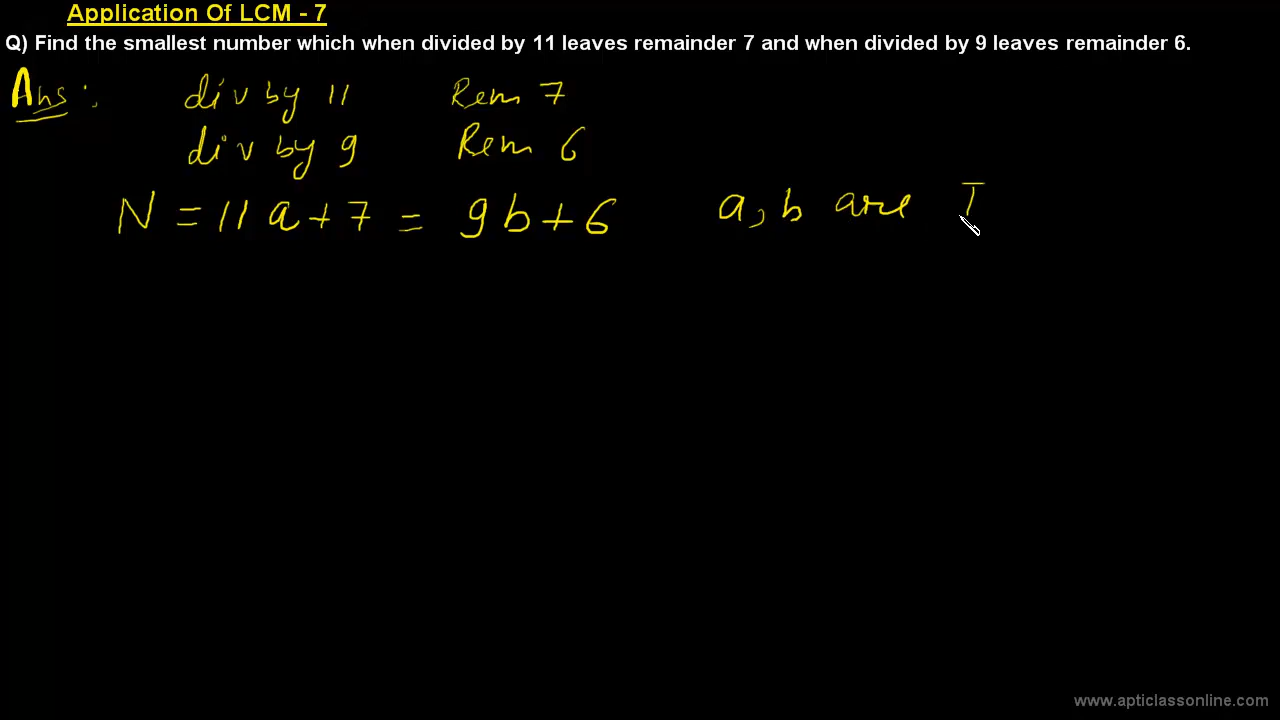 Application Of LCM - 7
Q) Find the smallest number which when divided by 11 leaves remainder 7 and when divided by 9 leaves remainder 6.
Ans :
div by 11 Rem 7
div by 9 Rem 6
N = 11a + 7 = 9b + 6 a, b are I
www.apticlassonline.com